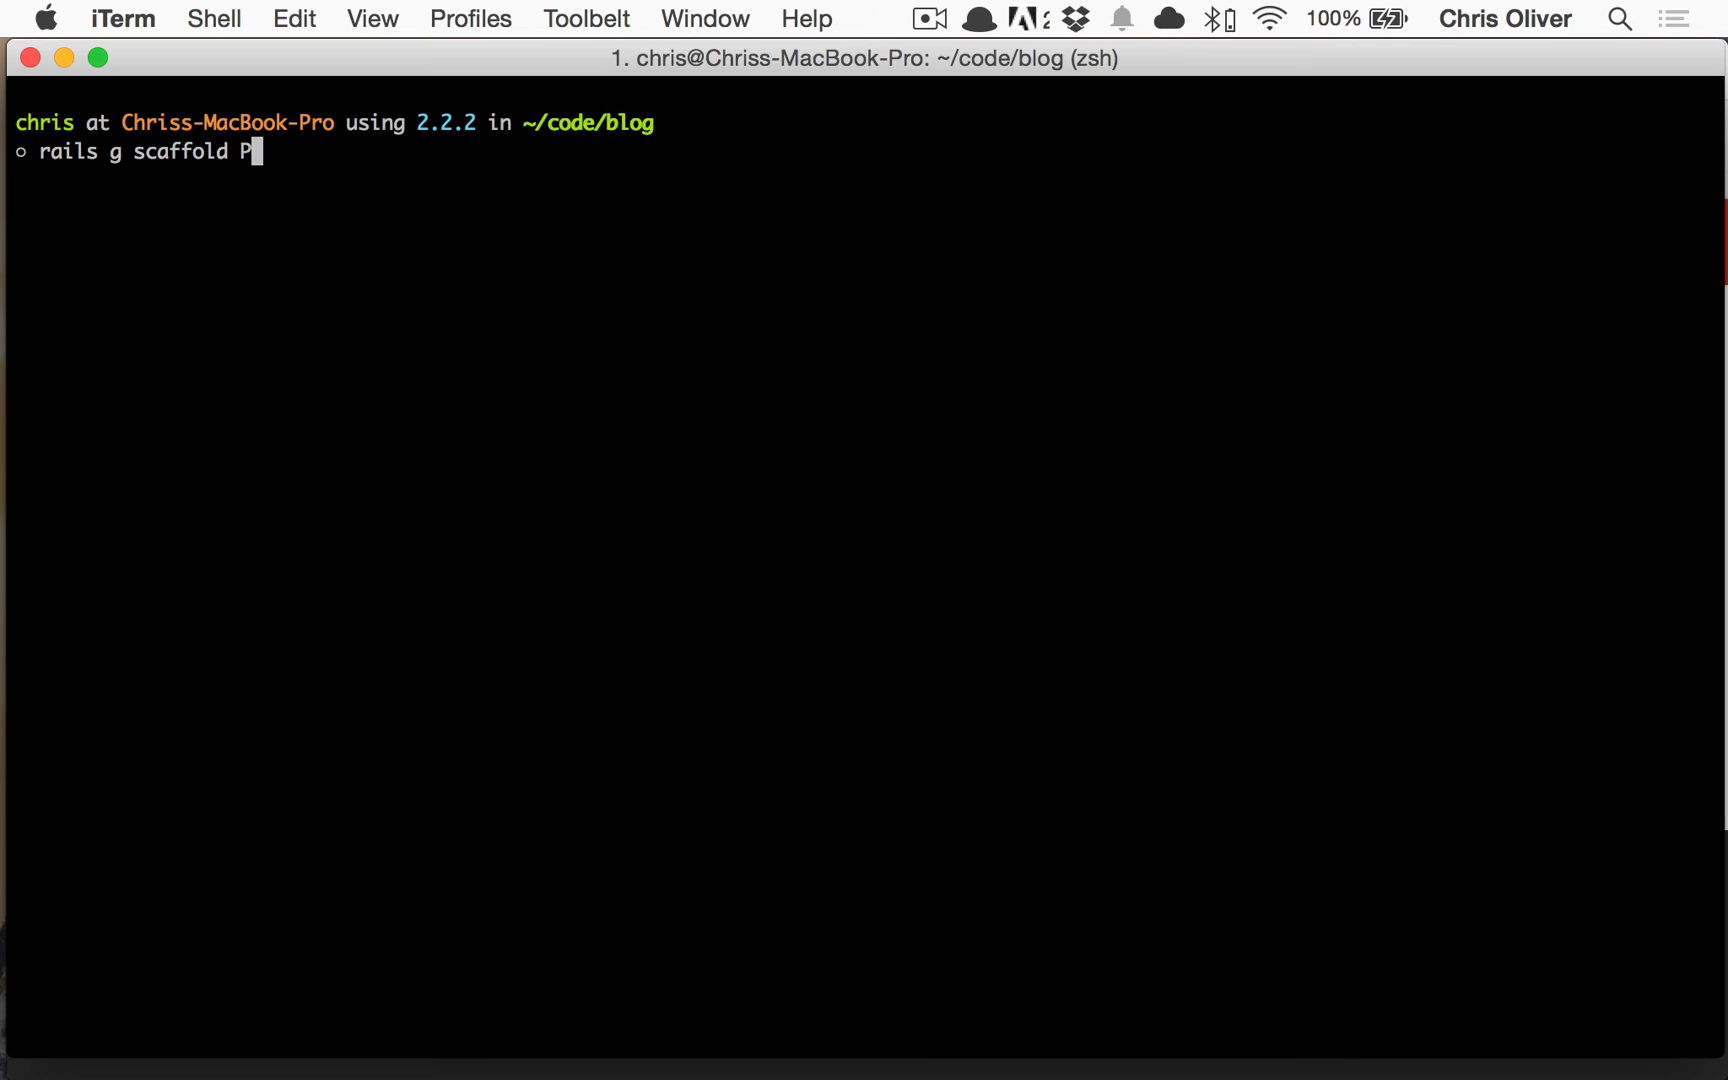 iTerm Shell Edit View Profiles Toolbelt Window Help 2 100% Chris Oliver
1. chris@Chriss-MacBook-Pro: ~/code/blog (zsh)
chris at Chriss-MacBook-Pro using 2.2.2 in ~/code/blog
○ rails g scaffold P